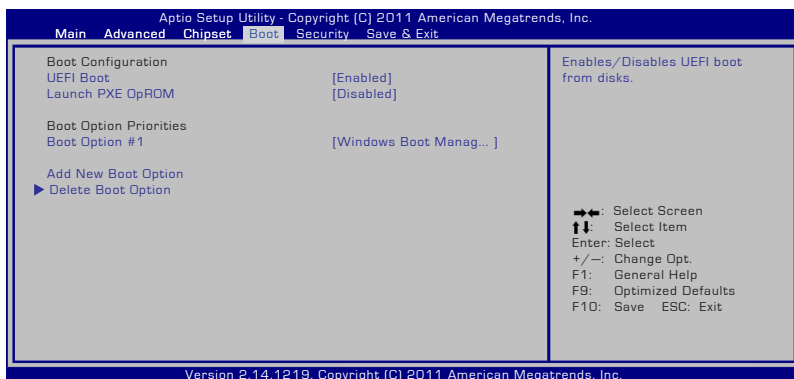 Aptio Setup Utility - Copyright (C) 2011 American Megatrends, Inc.
Main Advanced Chipset Boot Security Save & Exit
Boot Configuration
UEFI Boot [Enabled]
Launch PXE OpROM [Disabled]
Boot Option Priorities
Boot Option #1 [Windows Boot Manag... ]
Add New Boot Option
Delete Boot Option
Enables/Disables UEFI boot
from disks.
→←: Select Screen
↑↓: Select Item
Enter: Select
+/—: Change Opt.
F1: General Help
F9: Optimized Defaults
F10: Save ESC: Exit
Version 2.14.1219. Copyright (C) 2011 American Megatrends, Inc.